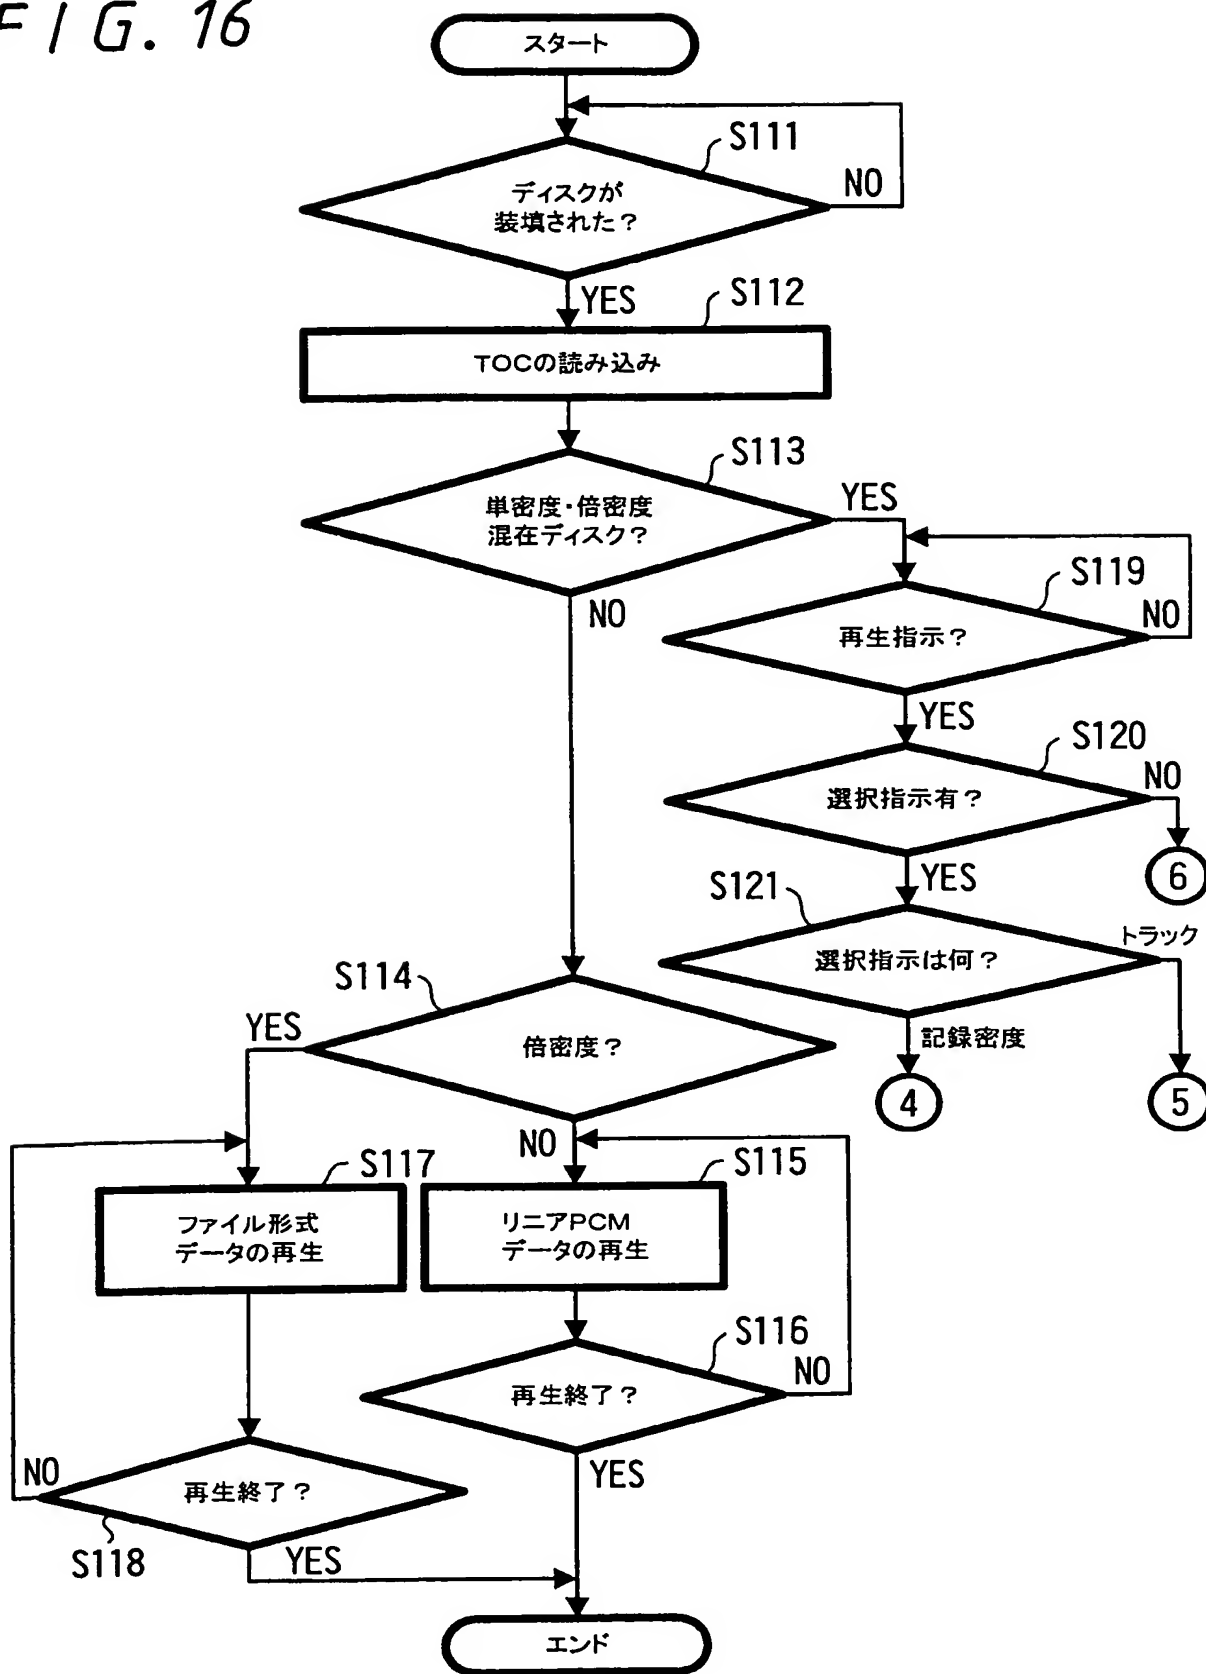 FIG. 16
スタート
S111
ディスクが
装填された?
NO
YES
S112
TOCの読み込み
S113
単密度・倍密度
混在ディスク?
YES
NO
S119
再生指示?
NO
YES
S120
選択指示有?
NO
6
YES
S121
選択指示は何?
トラック
記録密度
4
5
S114
倍密度?
YES
NO
S117
ファイル形式
データの再生
S115
リニアPCM
データの再生
S116
再生終了?
NO
YES
S118
再生終了?
NO
YES
エンド